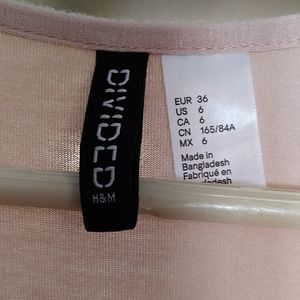 DIVIDED
H&M
EUR 36
US 6
CA 6
CN 165/84A
MX 6
Made in
Bangladesh
Fabriqué en